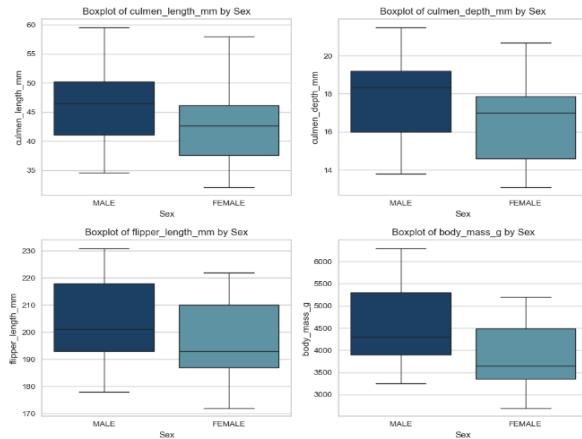 Boxplot of culmen_length_mm by Sex
culmen_length_mm
60
55
50
45
40
35
MALE
FEMALE
Sex
Boxplot of culmen_depth_mm by Sex
culmen_depth_mm
20
18
16
14
MALE
FEMALE
Sex
Boxplot of flipper_length_mm by Sex
flipper_length_mm
230
220
210
200
190
180
170
MALE
FEMALE
Sex
Boxplot of body_mass_g by Sex
body_mass_g
6000
5500
5000
4500
4000
3500
3000
MALE
FEMALE
Sex